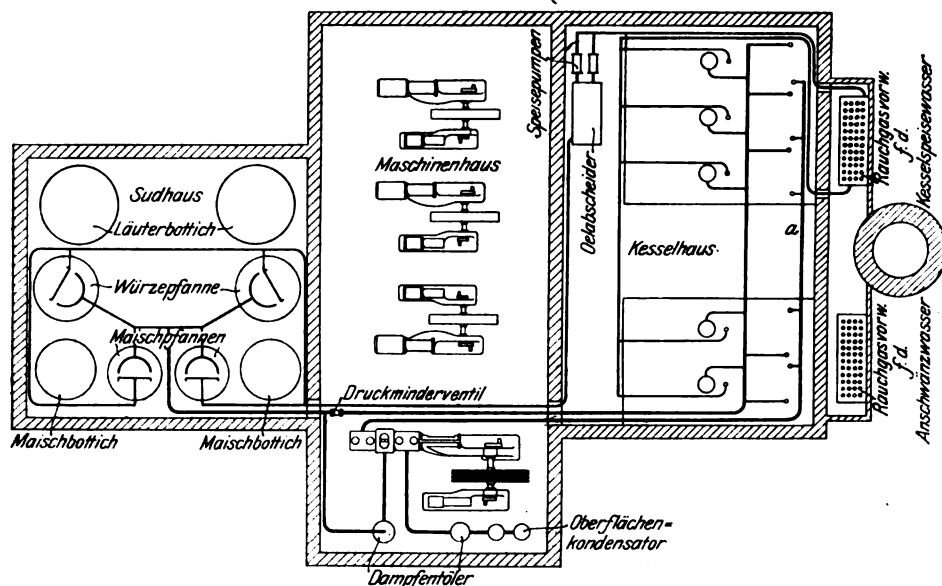 Speisepumpen
Maschinenhaus
Oelabscheider
Rauchgasvorw.
f. d.
Kesselspeisewasser
Sudhaus
Läuterbottich
Kesselhaus
a
Würzepfanne
Maischpfannen
Rauchgasvorw.
f. d.
Anschwänzwasser
Druckminderventil
Maischbottich
Maischbottich
Oberflächen=
kondensator
Dampfentöler